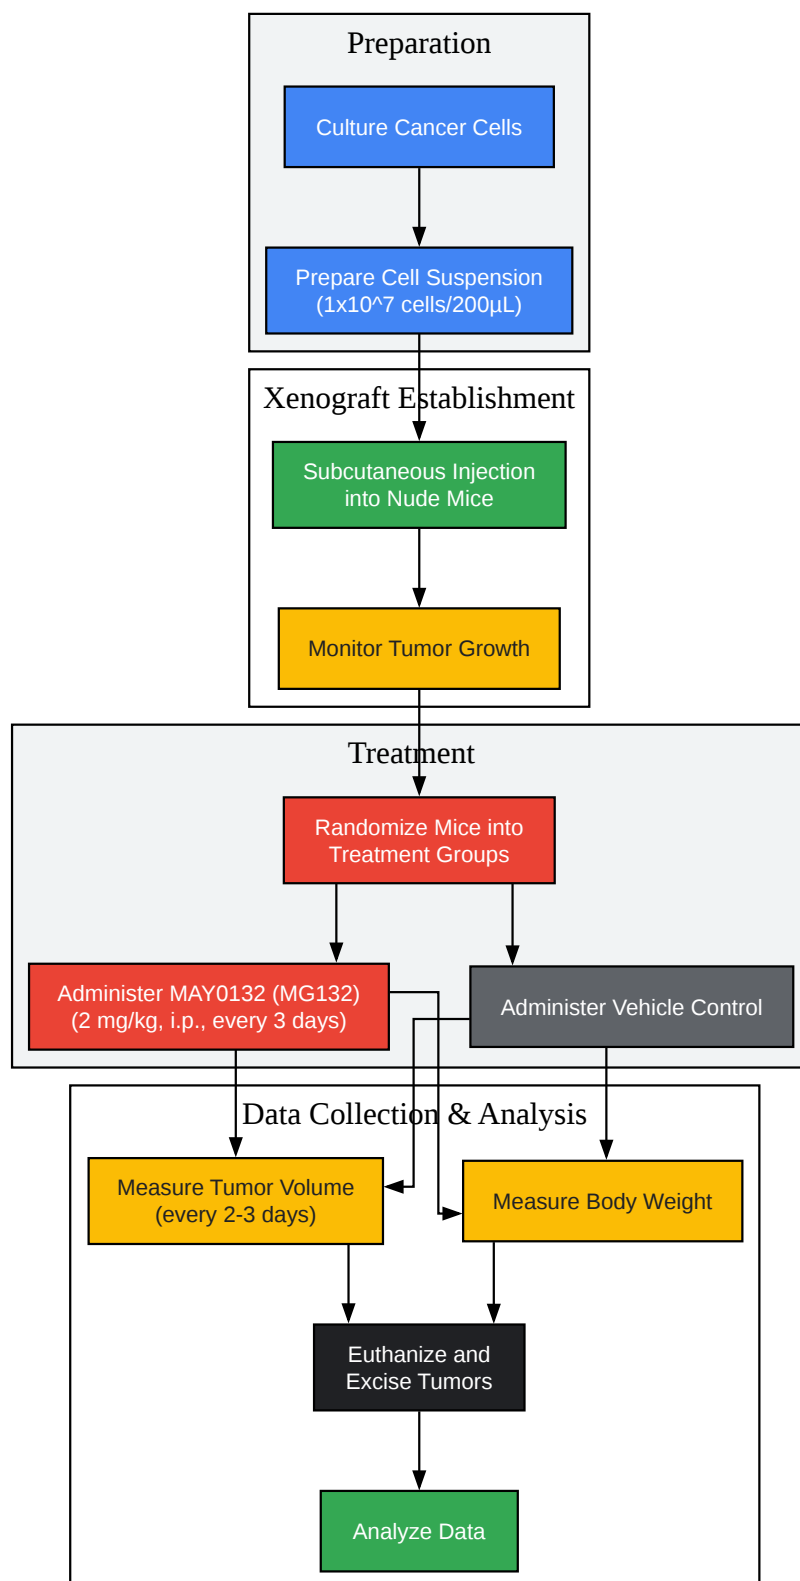 Preparation
Culture Cancer Cells
Prepare Cell Suspension
(1x10^7 cells/200µL)
Xenograft Establishment
Subcutaneous Injection
into Nude Mice
Monitor Tumor Growth
Treatment
Randomize Mice into
Treatment Groups
Administer MAY0132 (MG132)
(2 mg/kg, i.p., every 3 days)
Administer Vehicle Control
Data Collection & Analysis
Measure Tumor Volume
(every 2-3 days)
Measure Body Weight
Euthanize and
Excise Tumors
Analyze Data